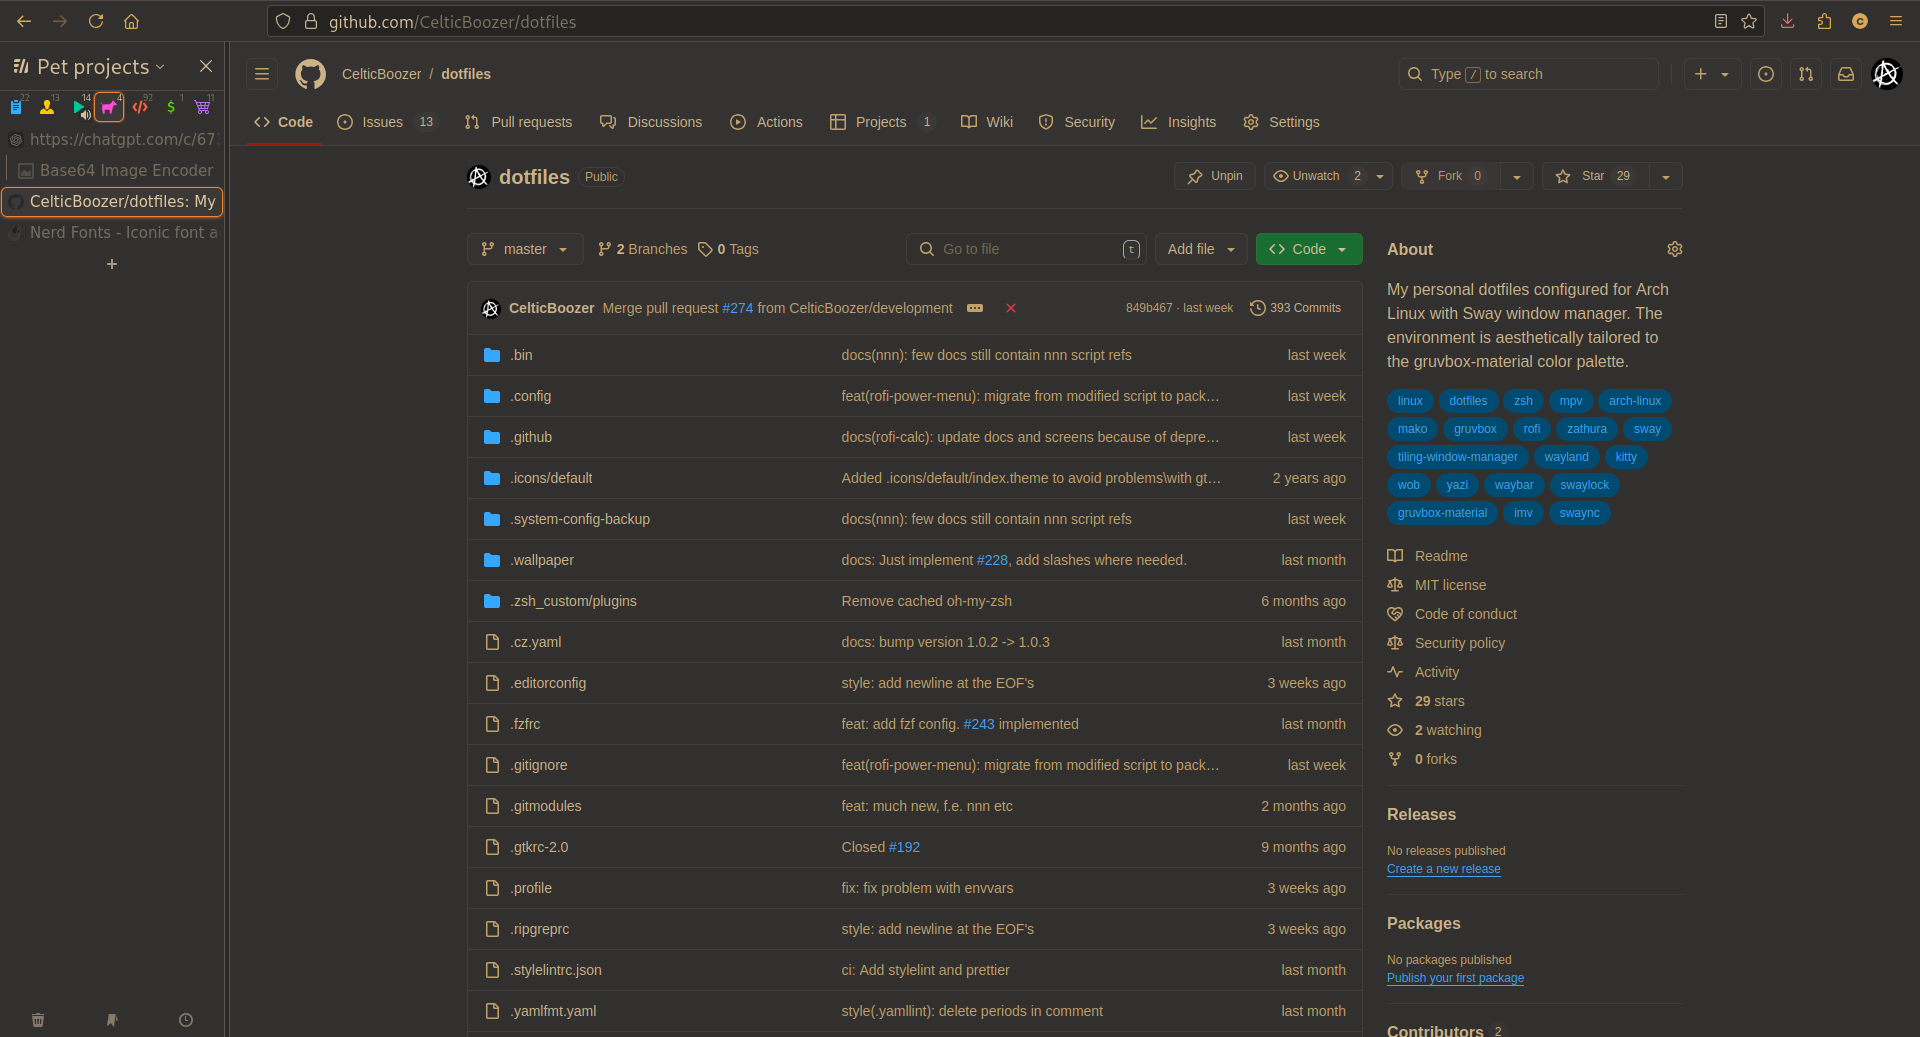 github.com/CelticBoozer/dotfiles
Pet projects
22 13 14 4 92 1 11
https://chatgpt.com/c/67
Base64 Image Encoder
CelticBoozer/dotfiles: My
Nerd Fonts - Iconic font a
CelticBoozer / dotfiles
Type / to search
Code Issues 13 Pull requests Discussions Actions Projects 1 Wiki Security Insights Settings
dotfiles Public Unpin Unwatch 2 Fork 0 Star 29
master 2 Branches 0 Tags Go to file t Add file Code
CelticBoozer Merge pull request #274 from CelticBoozer/development 849b467 · last week 393 Commits
.bin docs(nnn): few docs still contain nnn script refs last week
.config feat(rofi-power-menu): migrate from modified script to pack… last week
.github docs(rofi-calc): update docs and screens because of depre… last week
.icons/default Added .icons/default/index.theme to avoid problems\with gt… 2 years ago
.system-config-backup docs(nnn): few docs still contain nnn script refs last week
.wallpaper docs: Just implement #228, add slashes where needed. last month
.zsh_custom/plugins Remove cached oh-my-zsh 6 months ago
.cz.yaml docs: bump version 1.0.2 -> 1.0.3 last month
.editorconfig style: add newline at the EOF's 3 weeks ago
.fzfrc feat: add fzf config. #243 implemented last month
.gitignore feat(rofi-power-menu): migrate from modified script to pack… last week
.gitmodules feat: much new, f.e. nnn etc 2 months ago
.gtkrc-2.0 Closed #192 9 months ago
.profile fix: fix problem with envvars 3 weeks ago
.ripgreprc style: add newline at the EOF's 3 weeks ago
.stylelintrc.json ci: Add stylelint and prettier last month
.yamlfmt.yaml style(.yamllint): delete periods in comment last month
About
My personal dotfiles configured for Arch
Linux with Sway window manager. The
environment is aesthetically tailored to
the gruvbox-material color palette.
linux dotfiles zsh mpv arch-linux
mako gruvbox rofi zathura sway
tiling-window-manager wayland kitty
wob yazi waybar swaylock
gruvbox-material imv swaync
Readme
MIT license
Code of conduct
Security policy
Activity
29 stars
2 watching
0 forks
Releases
No releases published
Create a new release
Packages
No packages published
Publish your first package
Contributors 2